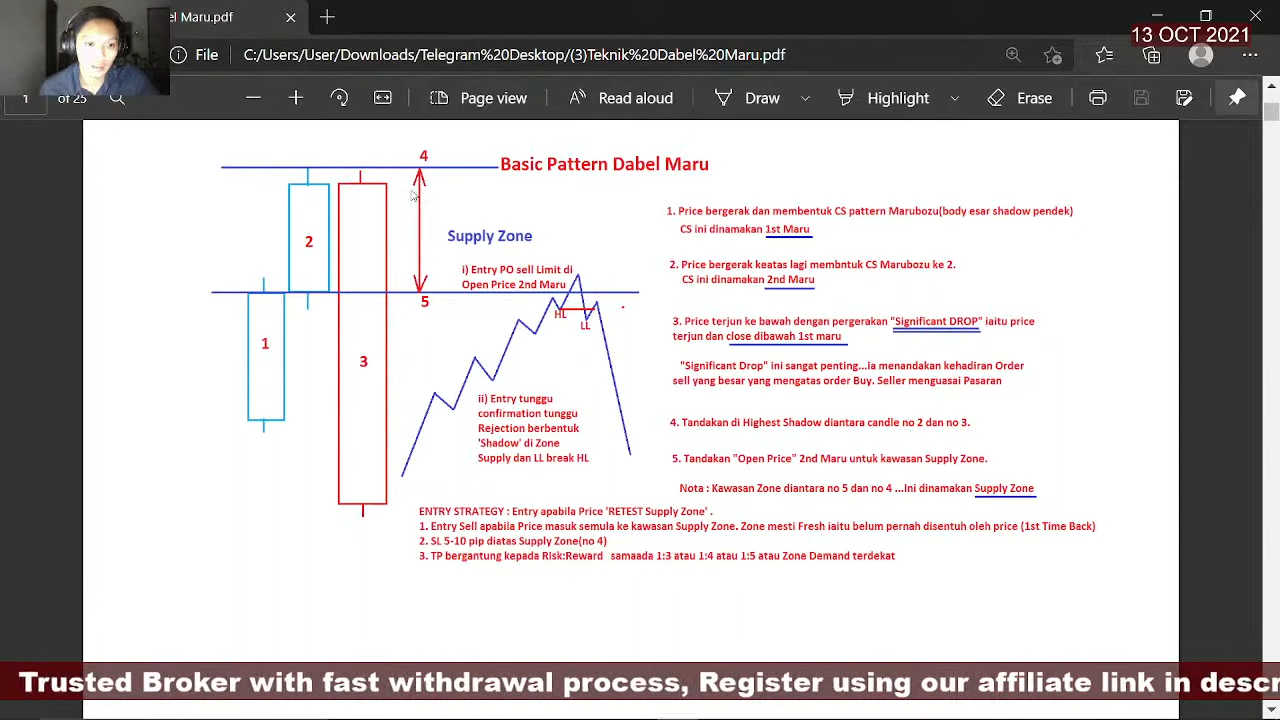 el Maru.pdf
13 OCT 2021
File
C:/Users/User/Downloads/Telegram%20Desktop/(3)Teknik%20Dabel%20Maru.pdf
1 of 25
Page view
Read aloud
Draw
Highlight
Erase
4
Basic Pattern Dabel Maru
2
Supply Zone
i) Entry PO sell Limit di
Open Price 2nd Maru
5
HL
LL
1
3
ii) Entry tunggu
confirmation tunggu
Rejection berbentuk
'Shadow' di Zone
Supply dan LL break HL
1. Price bergerak dan membentuk CS pattern Marubozu(body esar shadow pendek)
CS ini dinamakan 1st Maru
2. Price bergerak keatas lagi membntuk CS Marubozu ke 2.
CS ini dinamakan 2nd Maru
3. Price terjun ke bawah dengan pergerakan "Significant DROP" iaitu price
terjun dan close dibawah 1st maru
"Significant Drop" ini sangat penting...ia menandakan kehadiran Order
sell yang besar yang mengatas order Buy. Seller menguasai Pasaran
4. Tandakan di Highest Shadow diantara candle no 2 dan no 3.
5. Tandakan "Open Price" 2nd Maru untuk kawasan Supply Zone.
Nota : Kawasan Zone diantara no 5 dan no 4 ...Ini dinamakan Supply Zone
ENTRY STRATEGY : Entry apabila Price 'RETEST Supply Zone' .
1. Entry Sell apabila Price masuk semula ke kawasan Supply Zone. Zone mesti Fresh iaitu belum pernah disentuh oleh price (1st Time Back)
2. SL 5-10 pip diatas Supply Zone(no 4)
3. TP bergantung kepada RIsk:Reward samaada 1:3 atau 1:4 atau 1:5 atau Zone Demand terdekat
Trusted Broker with fast withdrawal process, Register using our affiliate link in descr